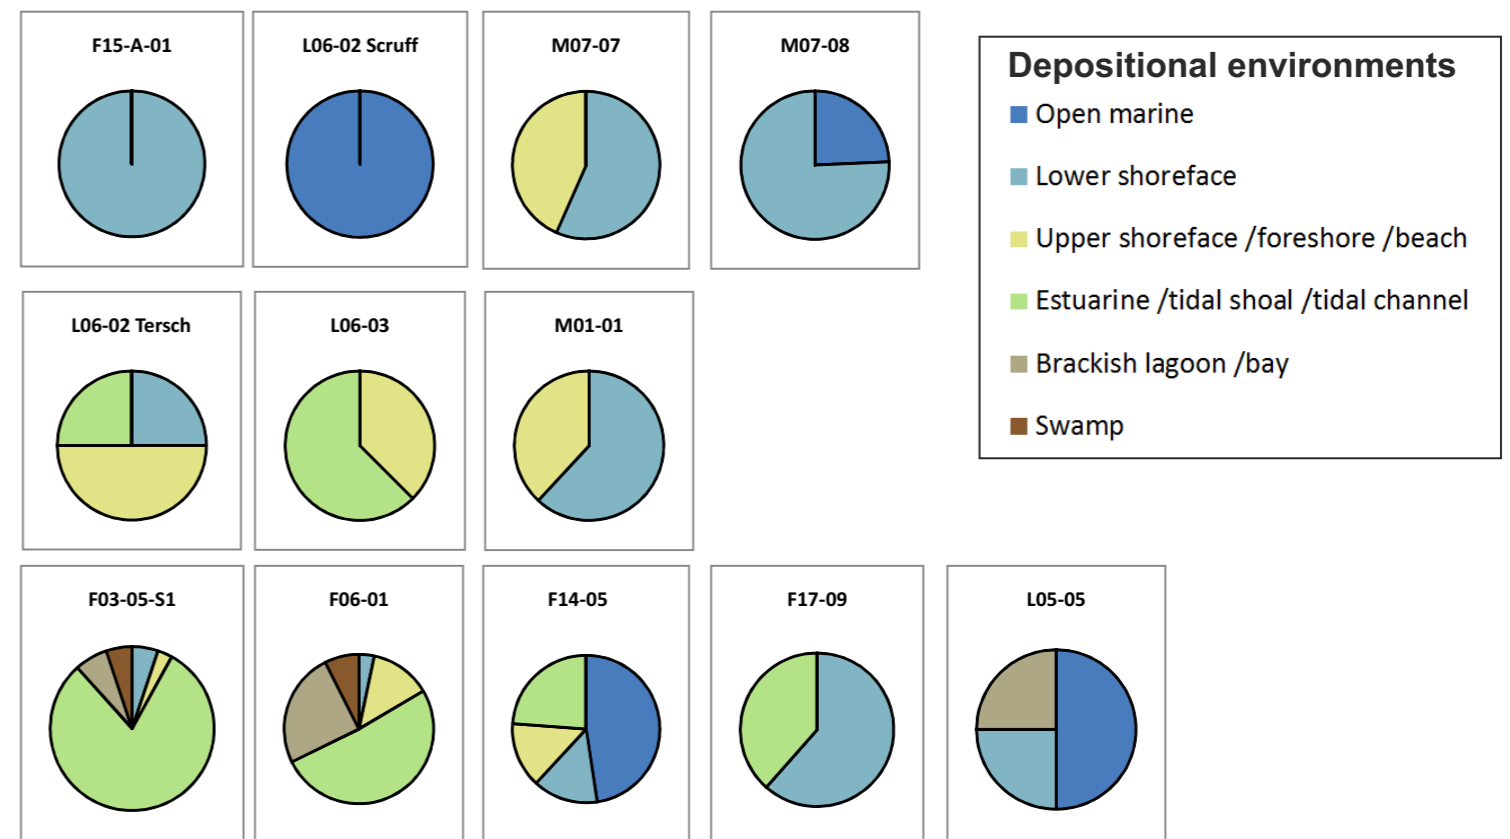 F15-A-01
L06-02 Scruff
M07-07
M07-08
Depositional environments
Open marine
Lower shoreface
Upper shoreface /foreshore /beach
Estuarine /tidal shoal /tidal channel
Brackish lagoon /bay
Swamp
L06-02 Tersch
L06-03
M01-01
F03-05-S1
F06-01
F14-05
F17-09
L05-05